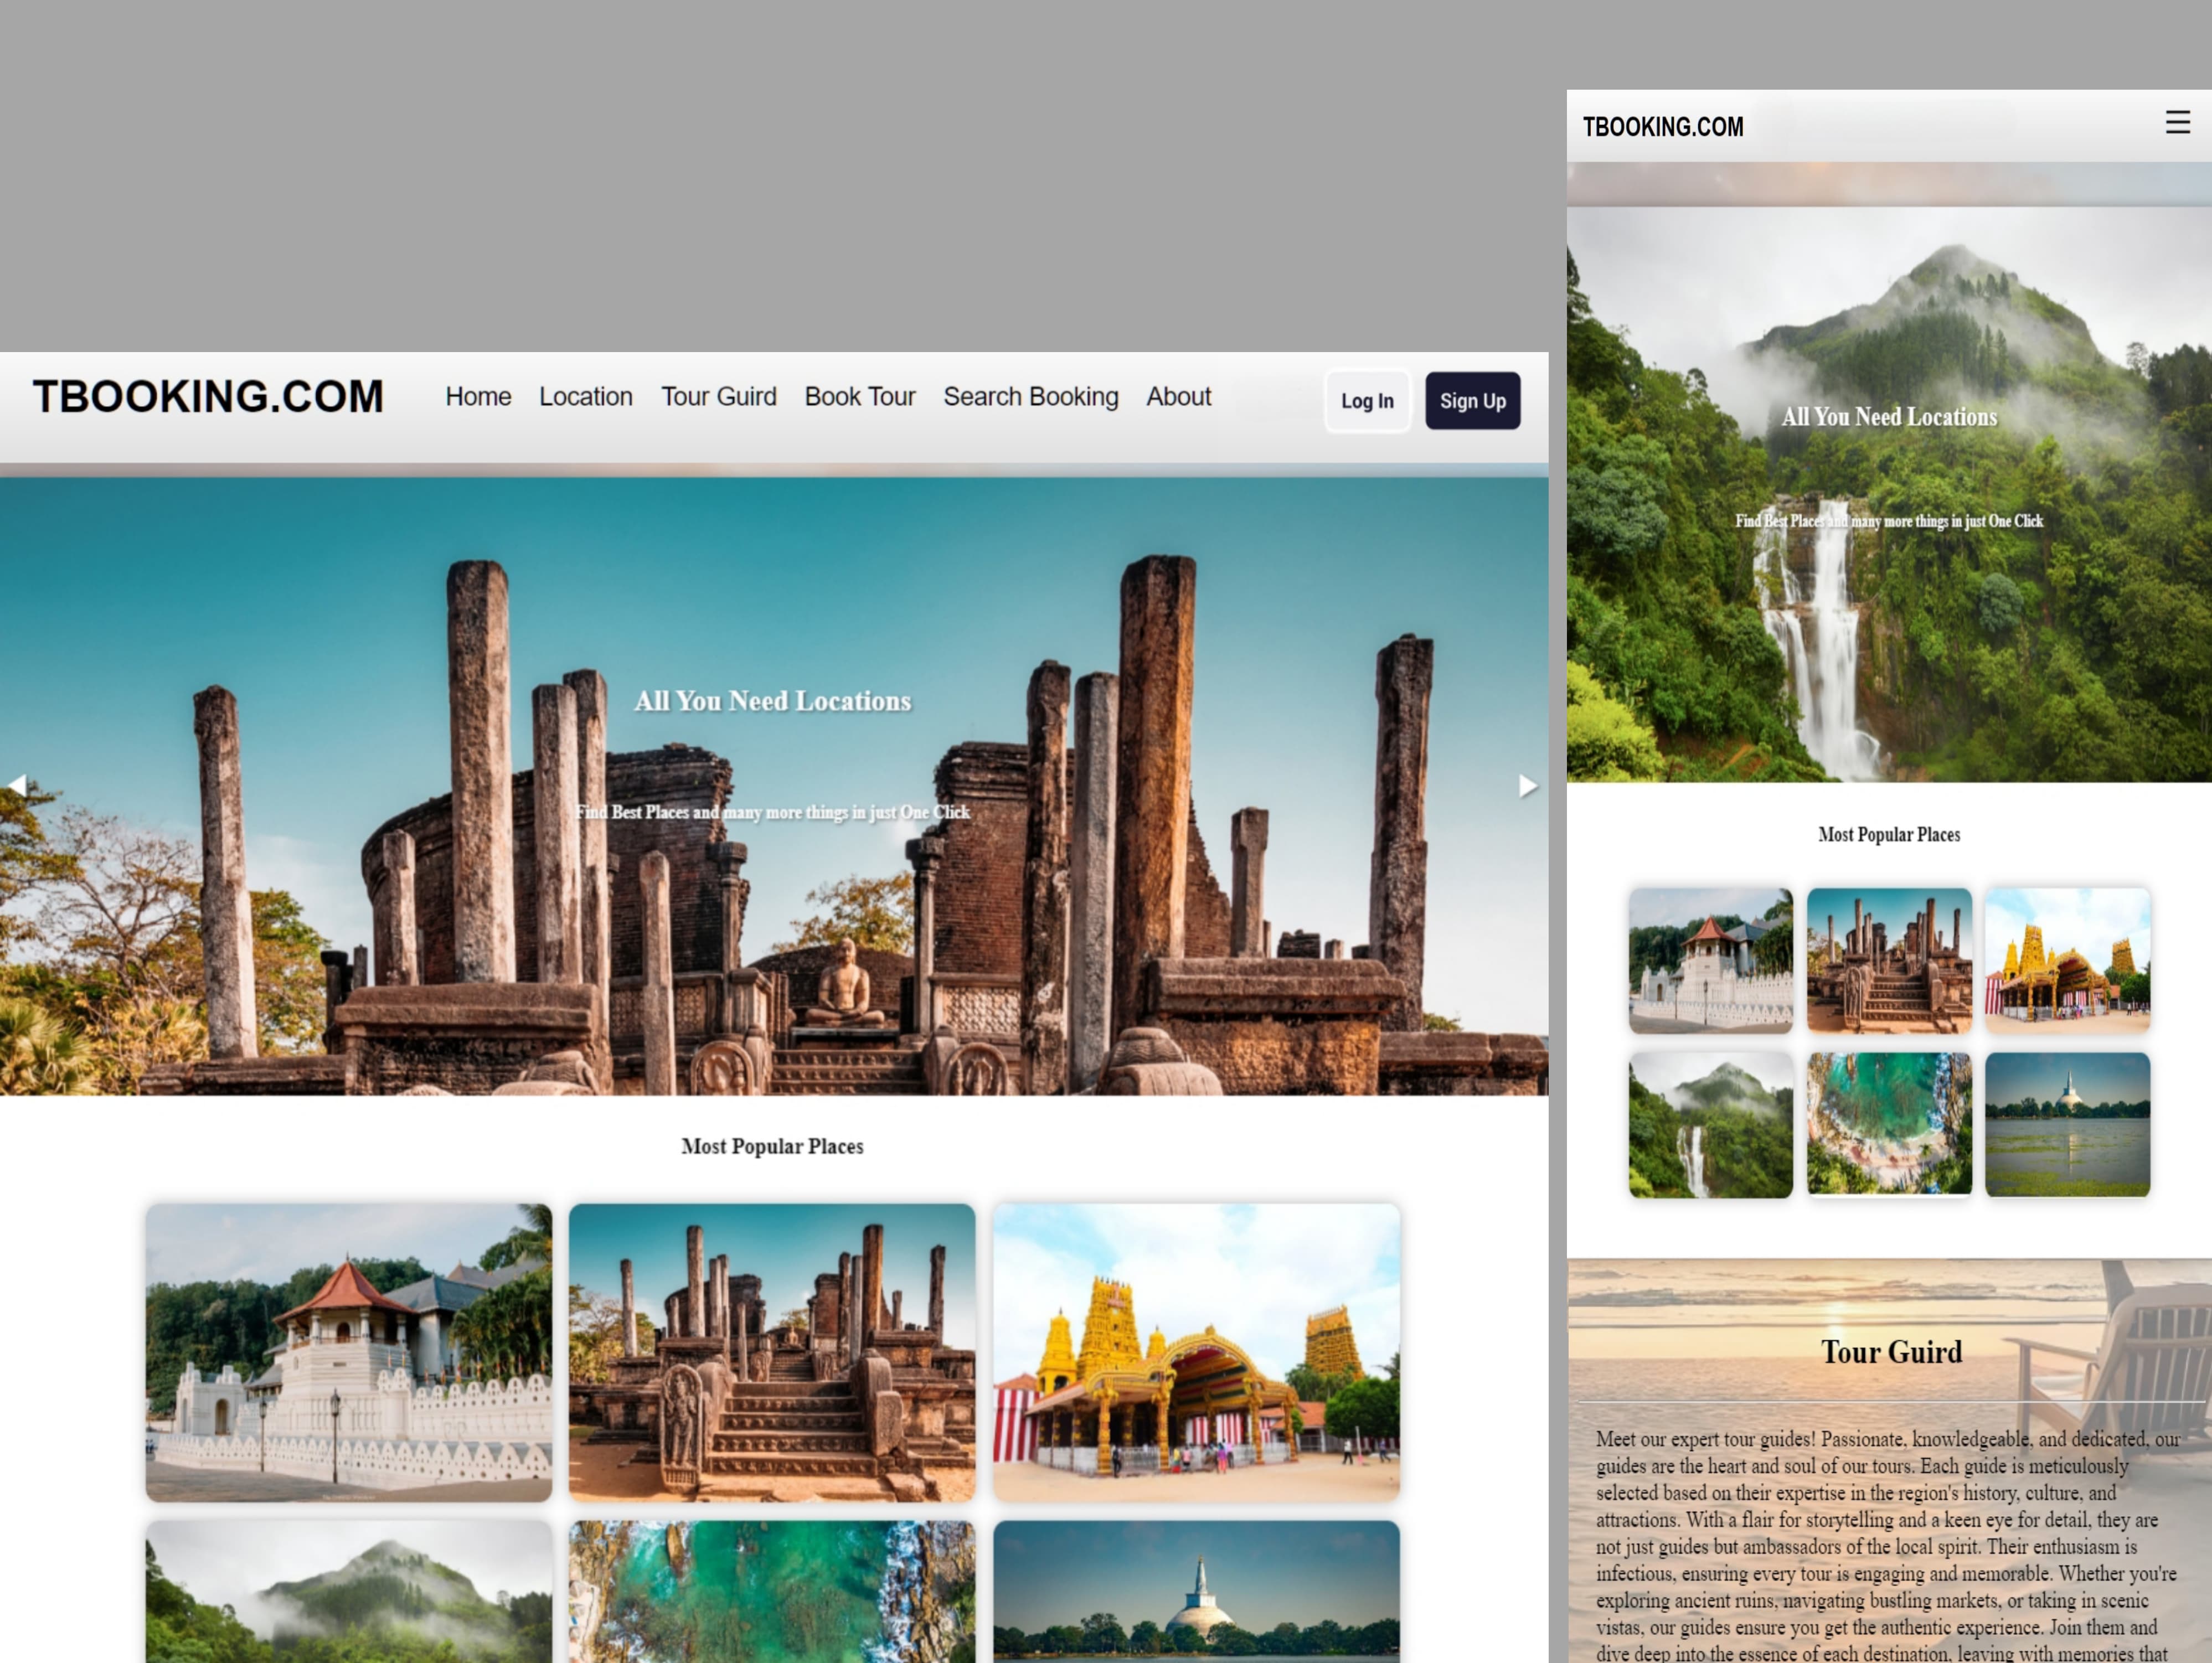 TBOOKING.COM
Home Location Tour Guird Book Tour Search Booking About
Log In Sign Up
All You Need Locations
Find Best Places and many more things in just One Click
Most Popular Places
TBOOKING.COM
All You Need Locations
Find Best Places and many more things in just One Click
Most Popular Places
Tour Guird
Meet our expert tour guides! Passionate, knowledgeable, and dedicated, our
guides are the heart and soul of our tours. Each guide is meticulously
selected based on their expertise in the region's history, culture, and
attractions. With a flair for storytelling and a keen eye for detail, they are
not just guides but ambassadors of the local spirit. Their enthusiasm is
infectious, ensuring every tour is engaging and memorable. Whether you're
exploring ancient ruins, navigating bustling markets, or taking in scenic
vistas, our guides ensure you get the authentic experience. Join them and
dive deep into the essence of each destination, leaving with memories that